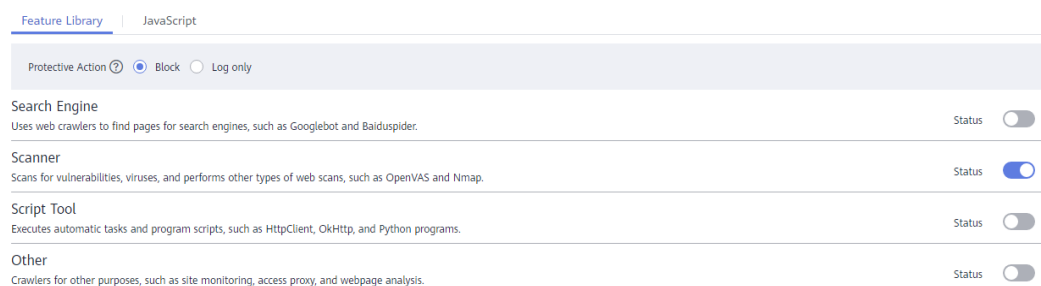 Feature Library JavaScript
Protective Action ? Block Log only
Search Engine
Uses web crawlers to find pages for search engines, such as Googlebot and Baiduspider.
Status
Scanner
Scans for vulnerabilities, viruses, and performs other types of web scans, such as OpenVAS and Nmap.
Status
Script Tool
Executes automatic tasks and program scripts, such as HttpClient, OkHttp, and Python programs.
Status
Other
Crawlers for other purposes, such as site monitoring, access proxy, and webpage analysis.
Status